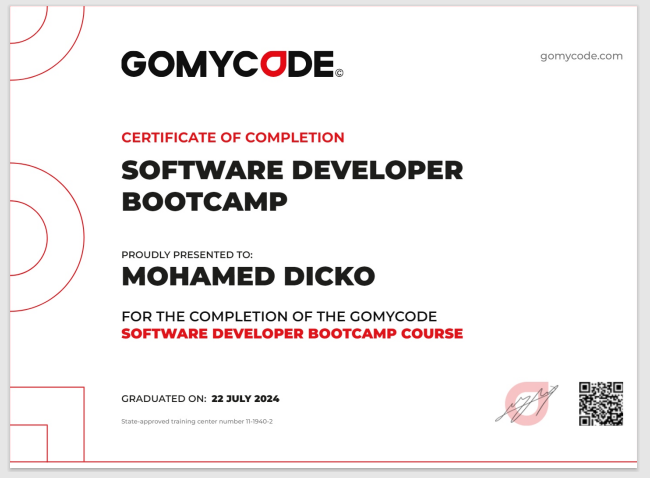 GOMYCODE©
gomycode.com
CERTIFICATE OF COMPLETION
SOFTWARE DEVELOPER
BOOTCAMP
PROUDLY PRESENTED TO:
MOHAMED DICKO
FOR THE COMPLETION OF THE GOMYCODE
SOFTWARE DEVELOPER BOOTCAMP COURSE
GRADUATED ON: 22 JULY 2024
State-approved training center number 11-1940-2